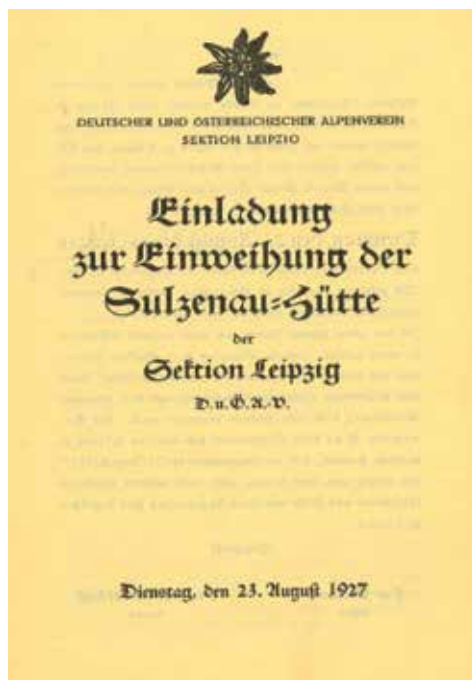 DEUTSCHER UND ÖSTERREICHISCHER ALPENVEREIN
SEKTION LEIPZIG
Einladung
zur Einweihung der
Sulzenau-Hütte
der
Sektion Leipzig
D.u.Ö.A.-V.
Dienstag, den 23. August 1927